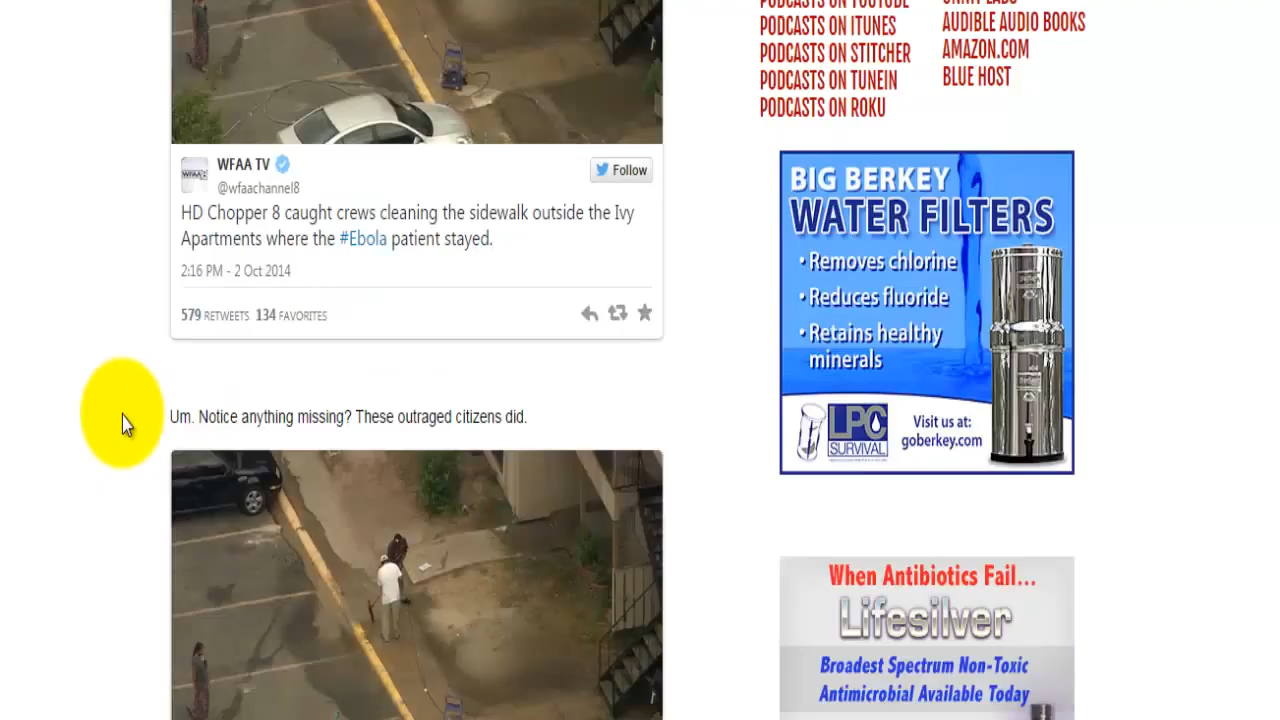 PODCASTS ON YOUTUBE
PODCASTS ON ITUNES
PODCASTS ON STITCHER
PODCASTS ON TUNEIN
PODCASTS ON ROKU
AUDIBLE AUDIO BOOKS
AMAZON.COM
BLUE HOST
WFAA TV
@wfaachannel8
Follow
HD Chopper 8 caught crews cleaning the sidewalk outside the Ivy
Apartments where the #Ebola patient stayed.
2:16 PM - 2 Oct 2014
579 RETWEETS 134 FAVORITES
Um. Notice anything missing? These outraged citizens did.
BIG BERKEY
WATER FILTERS
• Removes chlorine
• Reduces fluoride
• Retains healthy
minerals
LPC
SURVIVAL
Visit us at:
goberkey.com
When Antibiotics Fail...
Lifesilver
Broadest Spectrum Non-Toxic
Antimicrobial Available Today